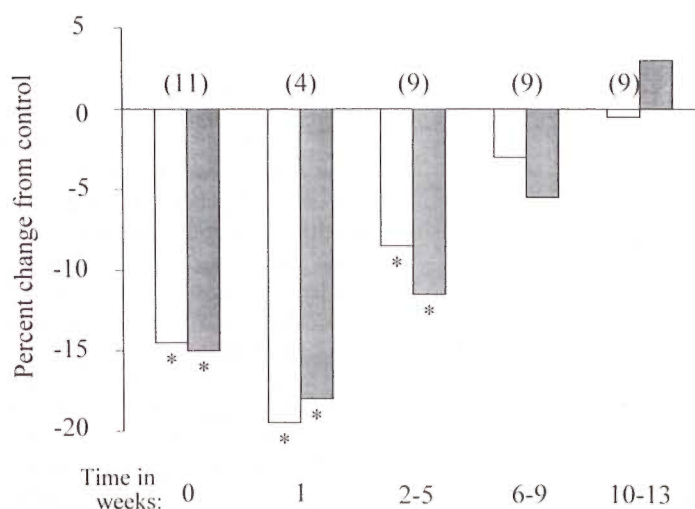 5
(11) (4) (9) (9) (9)
0
-5
-10
-15
-20
Percent change from control
* * * * * *
Time in
weeks: 0 1 2-5 6-9 10-13